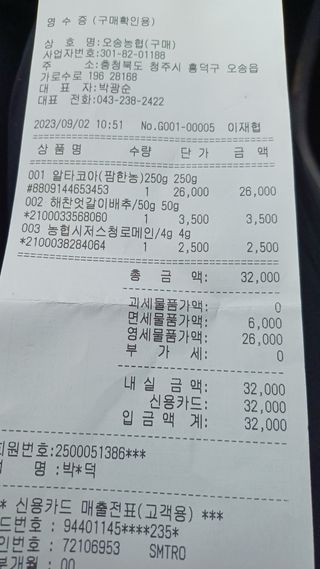 영 수 증 (구매확인용)
상 호 명:오송농협(구매)
사업자번호:301-82-01188
주 소:충청북도 청주시 흥덕구 오송읍
가로수로 196 28168
대 표 자:박광순
대표 전화:043-238-2422
2023/09/02 10:51 No.G001-00005 이재협
상 품 명 수량 단 가 금 액
001 알타코아(팜한농)250g 250g
#8809144653453 1 26,000 26,000
002 해찬엇갈이배추/50g 50g
*2100033568060 1 3,500 3,500
003 농협시저스청로메인/4g 4g
*2100038284064 1 2,500 2,500
총 금 액: 32,000
과세물품가액: 0
면세물품가액: 6,000
영세물품가액: 26,000
부 가 세: 0
내 실 금 액: 32,000
신용카드: 32,000
입 금 액 계: 32,000
회원번호:2500051386***
명 :박*덕
* 신용카드 매출전표(고객용) ***
드번호 : 94401145****235*
인번호 : 72106953 SMTRO
부개월 : 00